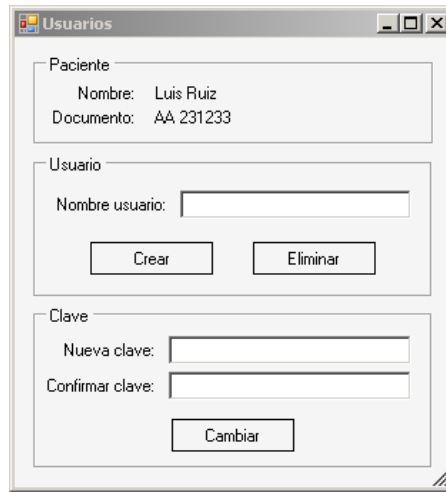 Usuarios
Paciente
Nombre: Luis Ruiz
Documento: AA 231233
Usuario
Nombre usuario:
Crear Eliminar
Clave
Nueva clave:
Confirmar clave:
Cambiar